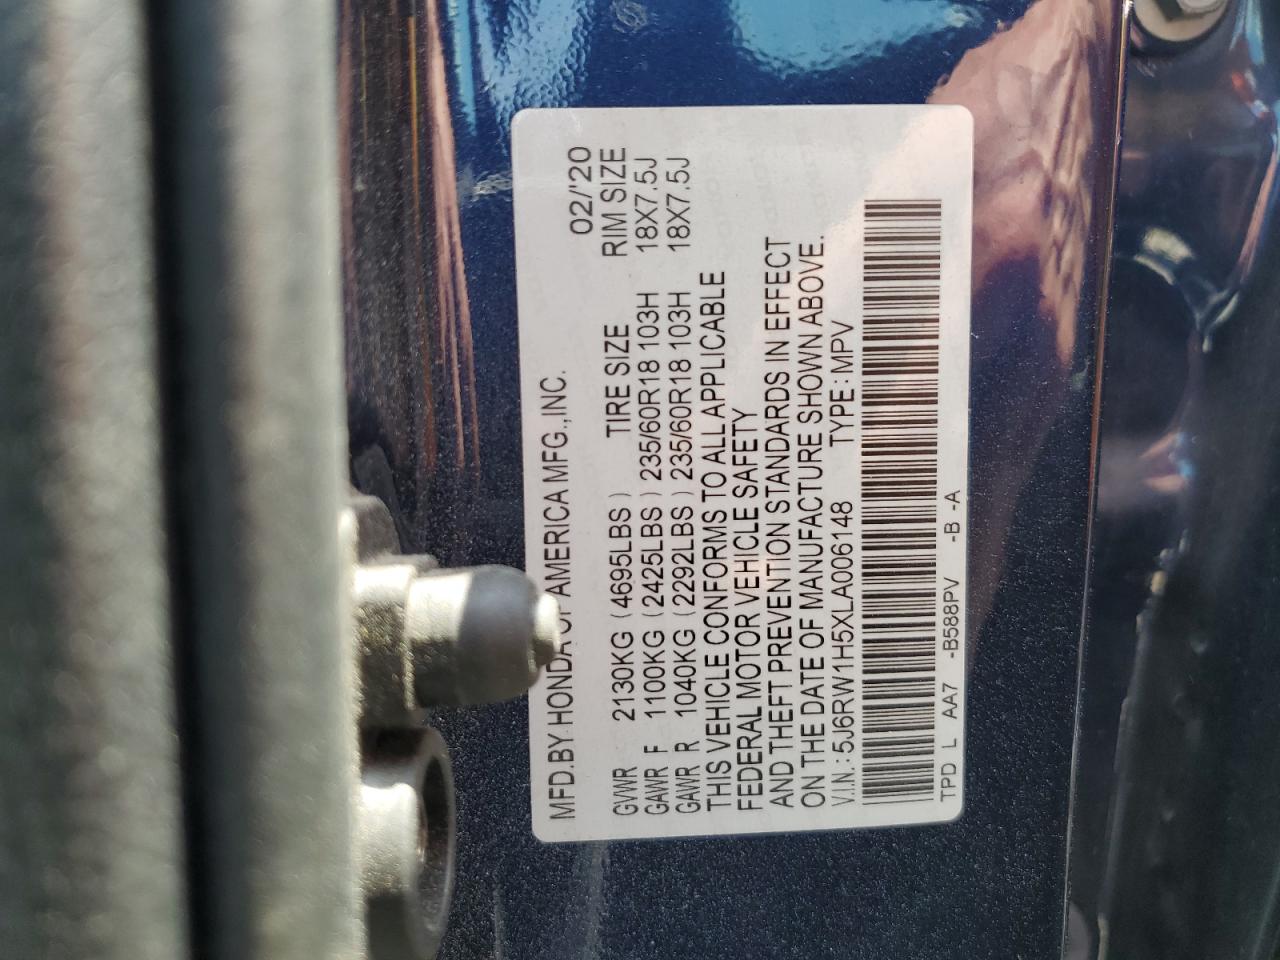 MFD.BY HONDA OF AMERICA MFG.,INC. 02/'20
GVWR 2130KG (4695LBS) TIRE SIZE RIM SIZE
GAWR F 1100KG (2425LBS) 235/60R18 103H 18X7.5J
GAWR R 1040KG (2292LBS) 235/60R18 103H 18X7.5J
THIS VEHICLE CONFORMS TO ALL APPLICABLE
FEDERAL MOTOR VEHICLE SAFETY
AND THEFT PREVENTION STANDARDS IN EFFECT
ON THE DATE OF MANUFACTURE SHOWN ABOVE.
V.I.N.: 5J6RW1H5XLA006148 TYPE : MPV
TPD L AA7 -B588PV -B -A